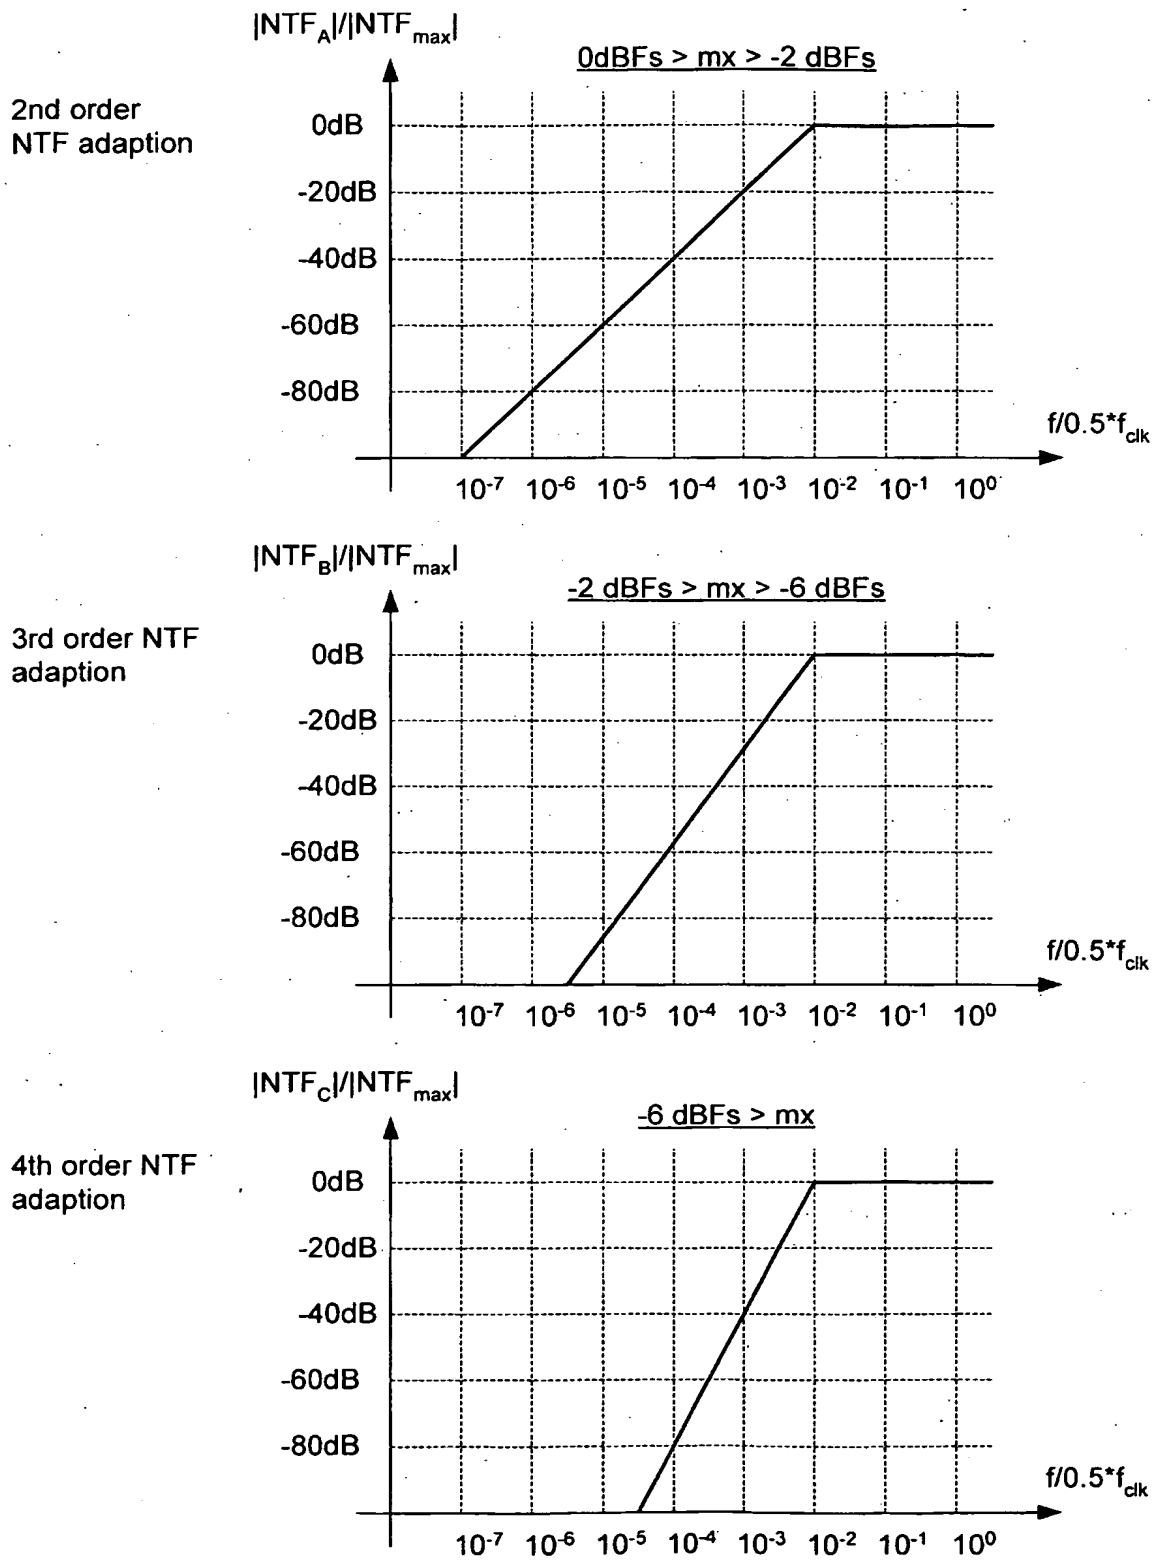 |NTF_A|/|NTF_max|
0dBFs > mx > -2 dBFs
2nd order
NTF adaption
0dB
-20dB
-40dB
-60dB
-80dB
f/0.5*f_clk
10^-7 10^-6 10^-5 10^-4 10^-3 10^-2 10^-1 10^0
|NTF_B|/|NTF_max|
-2 dBFs > mx > -6 dBFs
3rd order NTF
adaption
0dB
-20dB
-40dB
-60dB
-80dB
f/0.5*f_clk
10^-7 10^-6 10^-5 10^-4 10^-3 10^-2 10^-1 10^0
|NTF_C|/|NTF_max|
-6 dBFs > mx
4th order NTF
adaption
0dB
-20dB
-40dB
-60dB
-80dB
f/0.5*f_clk
10^-7 10^-6 10^-5 10^-4 10^-3 10^-2 10^-1 10^0